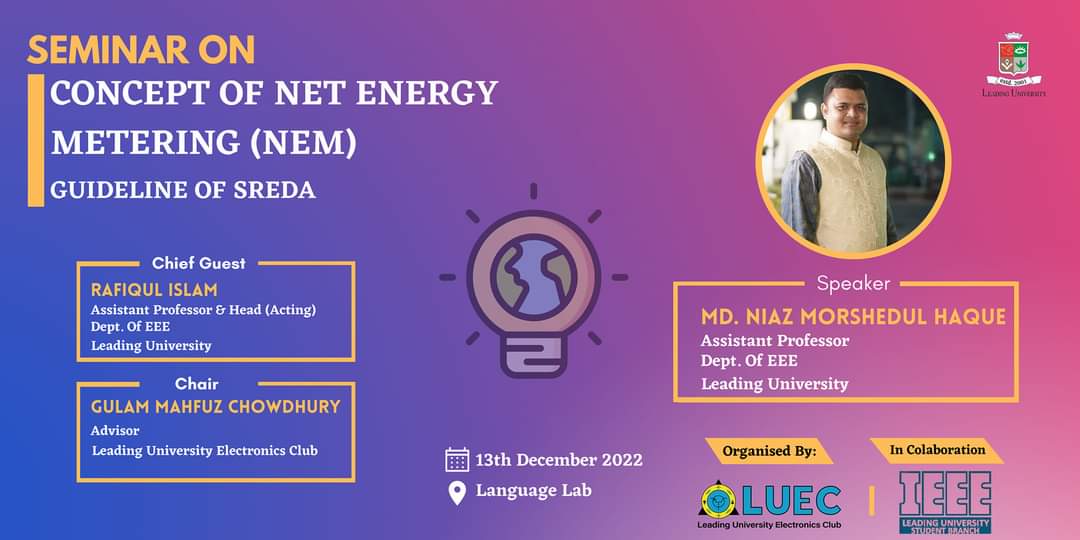 SEMINAR ON
CONCEPT OF NET ENERGY
METERING (NEM)
GUIDELINE OF SREDA
estd. 2001
LEADING UNIVERSITY
Chief Guest
RAFIQUL ISLAM
Assistant Professor & Head (Acting)
Dept. Of EEE
Leading University
Chair
GULAM MAHFUZ CHOWDHURY
Advisor
Leading University Electronics Club
Speaker
MD. NIAZ MORSHEDUL HAQUE
Assistant Professor
Dept. Of EEE
Leading University
13th December 2022
Language Lab
Organised By:
LUEC
Leading University Electronics Club
In Colaboration
IEEE
LEADING UNIVERSITY
STUDENT BRANCH